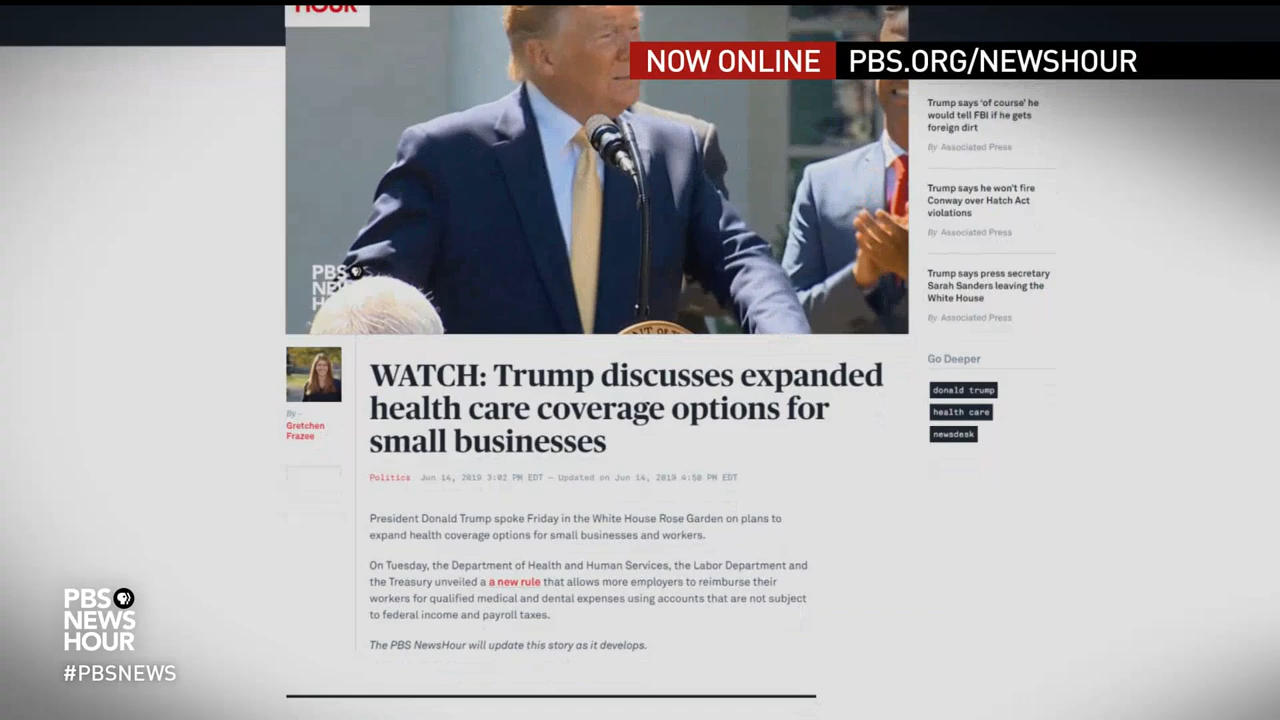 HOUR
NOW ONLINE
PBS.ORG/NEWSHOUR
Trump says ‘of course’ he
would tell FBI if he gets
foreign dirt
By Associated Press
Trump says he won't fire
Conway over Hatch Act
violations
By Associated Press
Trump says press secretary
Sarah Sanders leaving the
White House
By Associated Press
Go Deeper
donald trump
health care
newsdesk
PBS
NEWS
HOUR
WATCH: Trump discusses expanded
health care coverage options for
small businesses
By –
Gretchen
Frazee
Politics Jun 14, 2019 3:02 PM EDT — Updated on Jun 14, 2019 4:50 PM EDT
President Donald Trump spoke Friday in the White House Rose Garden on plans to
expand health coverage options for small businesses and workers.
On Tuesday, the Department of Health and Human Services, the Labor Department and
the Treasury unveiled a a new rule that allows more employers to reimburse their
workers for qualified medical and dental expenses using accounts that are not subject
to federal income and payroll taxes.
The PBS NewsHour will update this story as it develops.
PBS
NEWS
HOUR
#PBSNEWS